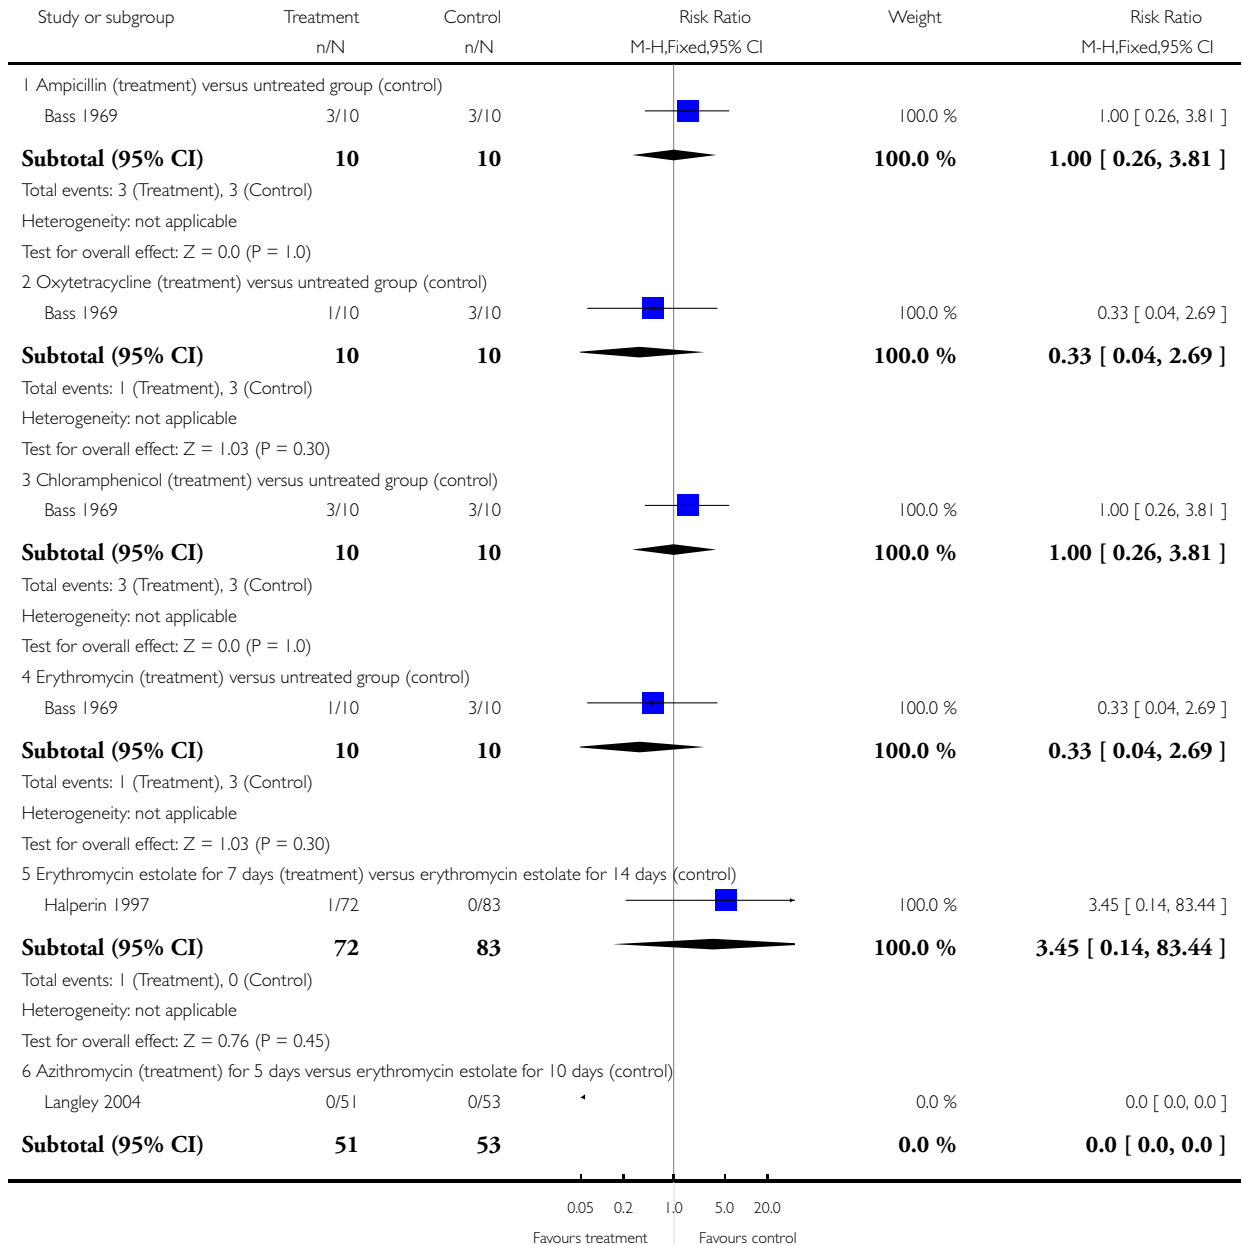 Study or subgroup Treatment Control Risk Ratio Weight Risk Ratio
n/N n/N M-H,Fixed,95% CI M-H,Fixed,95% CI
1 Ampicillin (treatment) versus untreated group (control)
Bass 1969 3/10 3/10 100.0 % 1.00 [ 0.26, 3.81 ]
Subtotal (95% CI) 10 10 100.0 % 1.00 [ 0.26, 3.81 ]
Total events: 3 (Treatment), 3 (Control)
Heterogeneity: not applicable
Test for overall effect: Z = 0.0 (P = 1.0)
2 Oxytetracycline (treatment) versus untreated group (control)
Bass 1969 1/10 3/10 100.0 % 0.33 [ 0.04, 2.69 ]
Subtotal (95% CI) 10 10 100.0 % 0.33 [ 0.04, 2.69 ]
Total events: 1 (Treatment), 3 (Control)
Heterogeneity: not applicable
Test for overall effect: Z = 1.03 (P = 0.30)
3 Chloramphenicol (treatment) versus untreated group (control)
Bass 1969 3/10 3/10 100.0 % 1.00 [ 0.26, 3.81 ]
Subtotal (95% CI) 10 10 100.0 % 1.00 [ 0.26, 3.81 ]
Total events: 3 (Treatment), 3 (Control)
Heterogeneity: not applicable
Test for overall effect: Z = 0.0 (P = 1.0)
4 Erythromycin (treatment) versus untreated group (control)
Bass 1969 1/10 3/10 100.0 % 0.33 [ 0.04, 2.69 ]
Subtotal (95% CI) 10 10 100.0 % 0.33 [ 0.04, 2.69 ]
Total events: 1 (Treatment), 3 (Control)
Heterogeneity: not applicable
Test for overall effect: Z = 1.03 (P = 0.30)
5 Erythromycin estolate for 7 days (treatment) versus erythromycin estolate for 14 days (control)
Halperin 1997 1/72 0/83 100.0 % 3.45 [ 0.14, 83.44 ]
Subtotal (95% CI) 72 83 100.0 % 3.45 [ 0.14, 83.44 ]
Total events: 1 (Treatment), 0 (Control)
Heterogeneity: not applicable
Test for overall effect: Z = 0.76 (P = 0.45)
6 Azithromycin (treatment) for 5 days versus erythromycin estolate for 10 days (control)
Langley 2004 0/51 0/53 0.0 % 0.0 [ 0.0, 0.0 ]
Subtotal (95% CI) 51 53 0.0 % 0.0 [ 0.0, 0.0 ]
0.05 0.2 1.0 5.0 20.0
Favours treatment Favours control